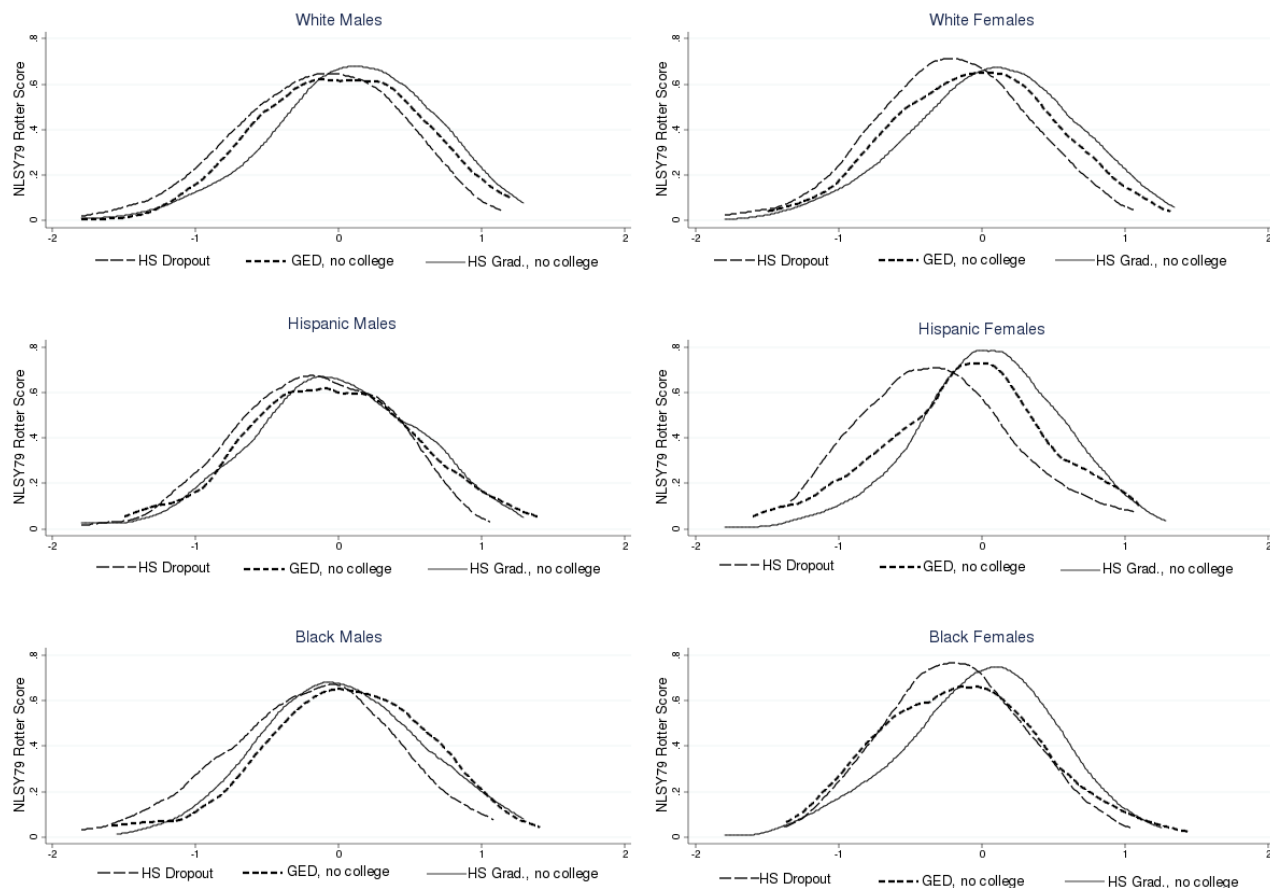 White Males
White Females
NLSY79 Rotter Score
0 .2 .4 .6 .8
-2 -1 0 1 2
HS Dropout GED, no college HS Grad., no college
NLSY79 Rotter Score
0 .2 .4 .6 .8
-2 -1 0 1 2
HS Dropout GED, no college HS Grad., no college
Hispanic Males
Hispanic Females
NLSY79 Rotter Score
0 .2 .4 .6 .8
-2 -1 0 1 2
HS Dropout GED, no college HS Grad., no college
NLSY79 Rotter Score
0 .2 .4 .6 .8
-2 -1 0 1 2
HS Dropout GED, no college HS Grad., no college
Black Males
Black Females
NLSY79 Rotter Score
0 .2 .4 .6 .8
-2 -1 0 1 2
HS Dropout GED, no college HS Grad., no college
NLSY79 Rotter Score
0 .2 .4 .6 .8
-2 -1 0 1 2
HS Dropout GED, no college HS Grad., no college